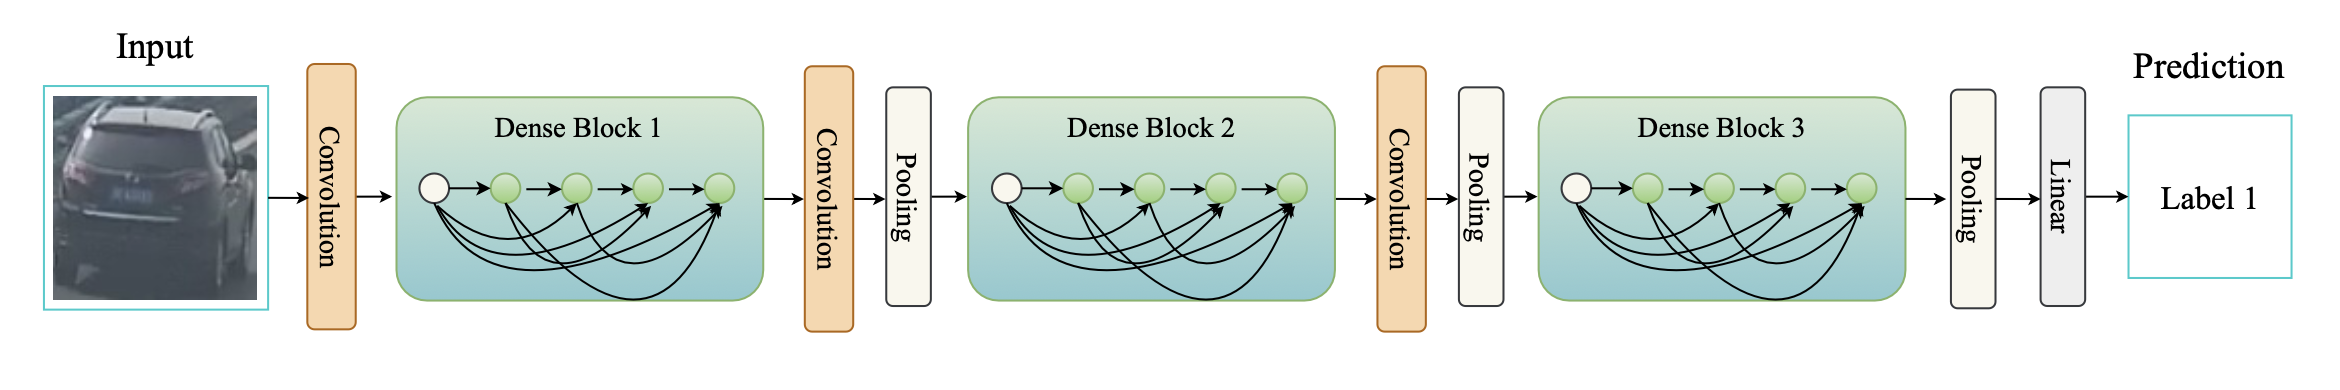 Input
Convolution
Dense Block 1
Convolution
Pooling
Dense Block 2
Convolution
Pooling
Dense Block 3
Pooling
Linear
Prediction
Label 1